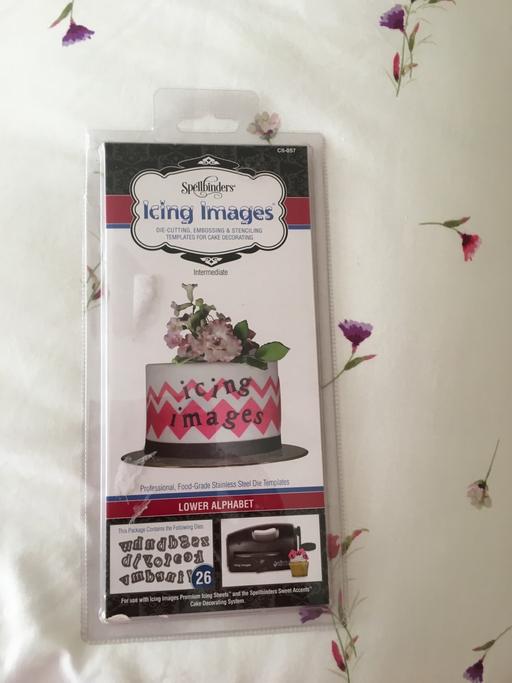 CII-057
Spellbinders®
Icing Images™
DIE-CUTTING, EMBOSSING & STENCILING
TEMPLATES FOR CAKE DECORATING
Intermediate
icing
images
Professional, Food-Grade Stainless Steel Die Templates
LOWER ALPHABET
This Package Contains the Following Dies:
26
For use with Icing Images Premium Icing Sheets™ and the Spellbinders Sweet Accents™
Cake Decorating System.